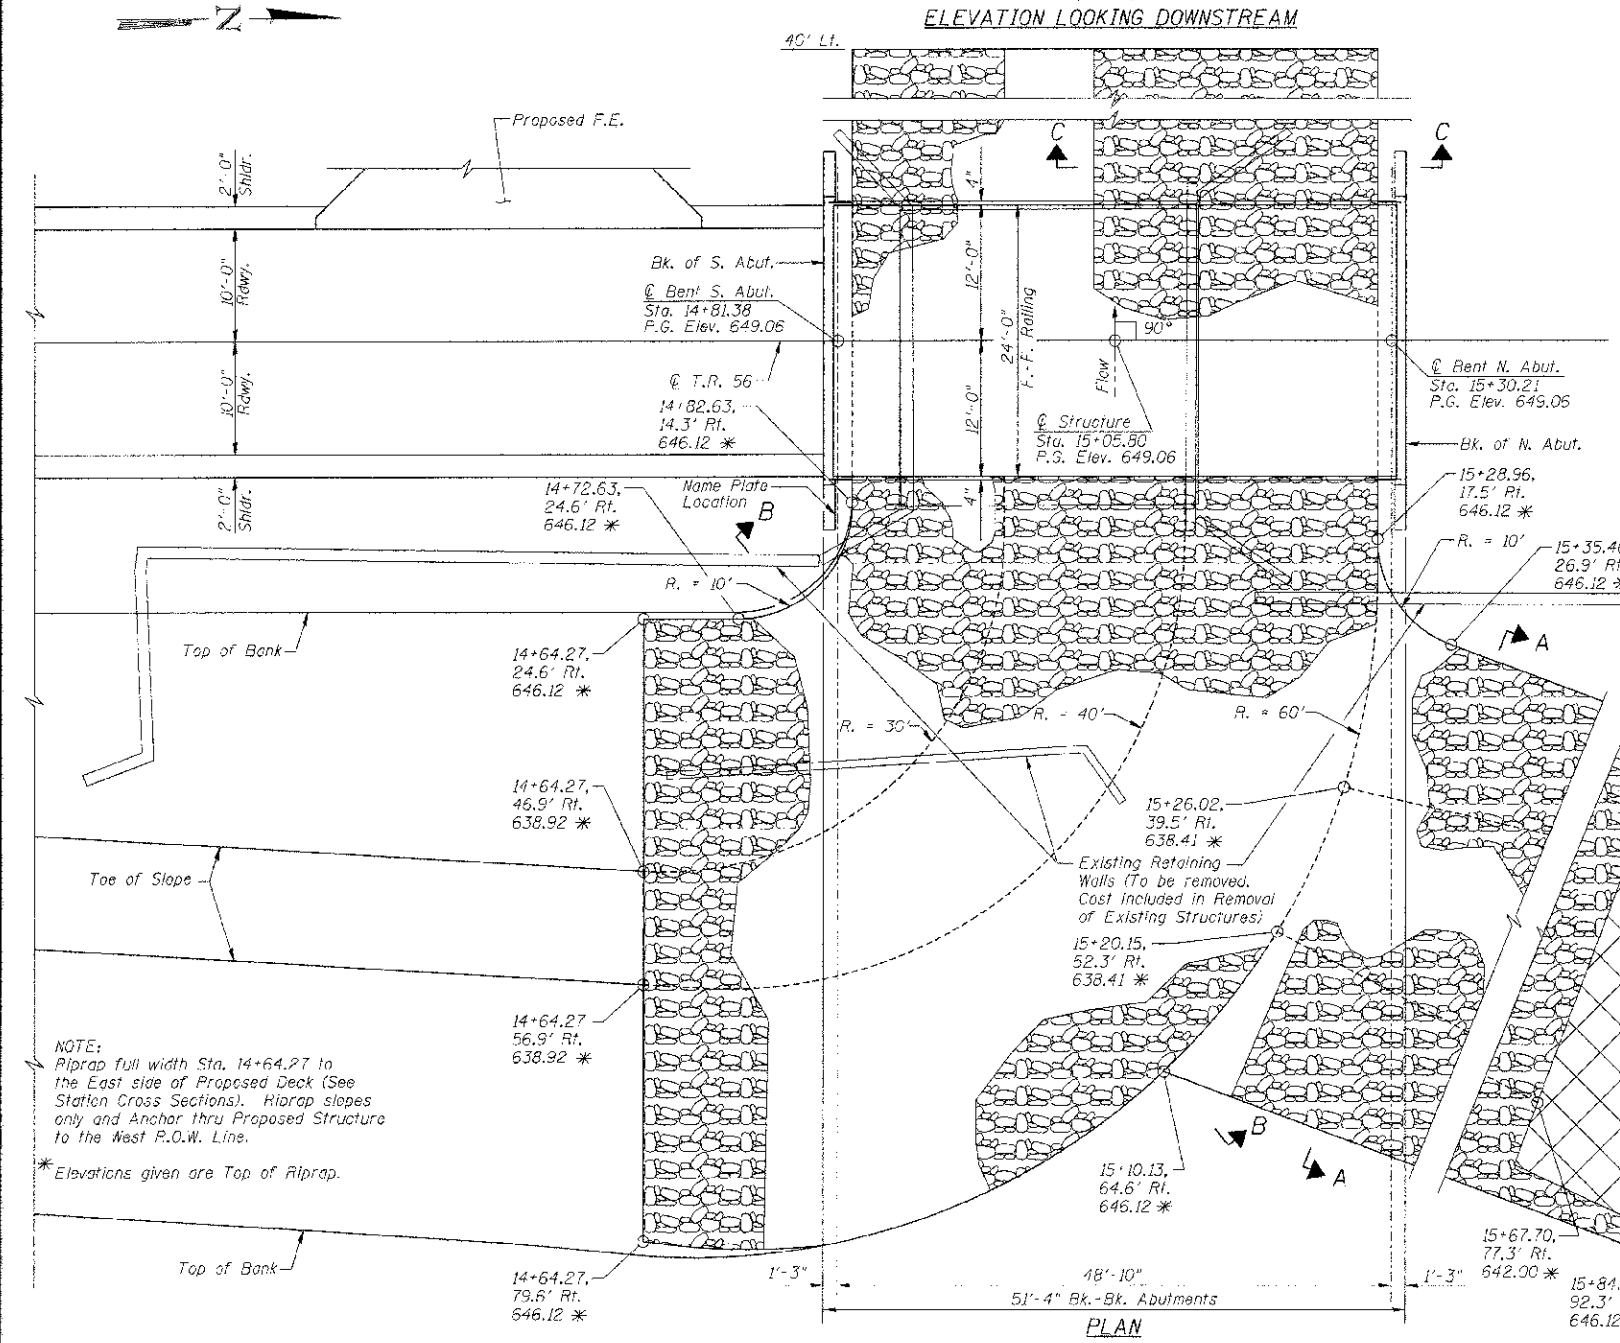 ELEVATION LOOKING DOWNSTREAM
Z
40' Lt.
Proposed F.E.
C
C
2'-0"
Shldr.
4"
10'-0"
Rdwy.
12'-0"
24'-0"
F.-F. Railing
Bk. of S. Abut.
℄ Bent S. Abut.
Sta. 14+81.38
P.G. Elev. 649.06
90°
Flow
℄ T.R. 56
℄ Bent N. Abut.
Sta. 15+30.21
P.G. Elev. 649.06
10'-0"
Rdwy.
12'-0"
14+82.63,
14.3' Rt.
646.12 *
℄ Structure
Sta. 15+05.80
P.G. Elev. 649.06
Bk. of N. Abut.
2'-0"
Shldr.
4"
14+72.63,
24.6' Rt.
646.12 *
Name Plate
Location
B
15+28.96,
17.5' Rt.
646.12 *
R. = 10'
15+35.46
26.9' Rt.
646.12 *
R. = 10'
Top of Bank
14+64.27,
24.6' Rt.
646.12 *
A
R. = 30'
R. = 40'
R. = 60'
14+64.27,
46.9' Rt.
638.92 *
15+26.02,
39.5' Rt.
638.41 *
Toe of Slope
Existing Retaining
Walls (To be removed.
Cost included in Removal
of Existing Structures)
15+20.15,
52.3' Rt.
638.41 *
14+64.27
56.9' Rt.
638.92 *
NOTE:
Riprap full width Sta. 14+64.27 to
the East side of Proposed Deck (See
Station Cross Sections). Riprap slopes
only and Anchor thru Proposed Structure
to the West R.O.W. Line.
* Elevations given are Top of Riprap.
B
A
15+10.13,
64.6' Rt.
646.12 *
15+67.70,
77.3' Rt.
642.00 *
Top of Bank
14+64.27,
79.6' Rt.
646.12 *
1'-3"
48'-10"
1'-3"
15+84.
92.3'
646.12
51'-4" Bk.-Bk. Abutments
PLAN